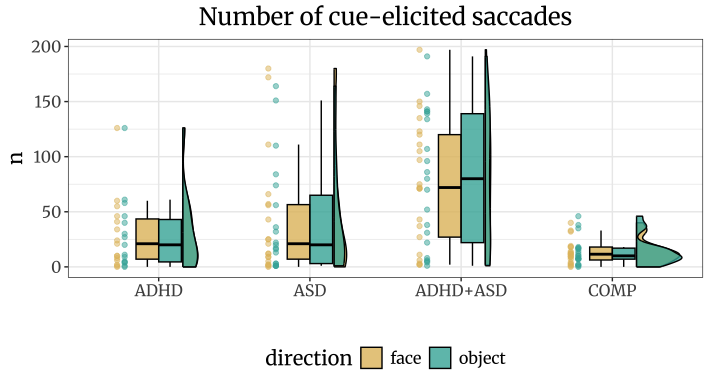 Number of cue-elicited saccades
n
200
150
100
50
0
ADHD ASD ADHD+ASD COMP
direction face object